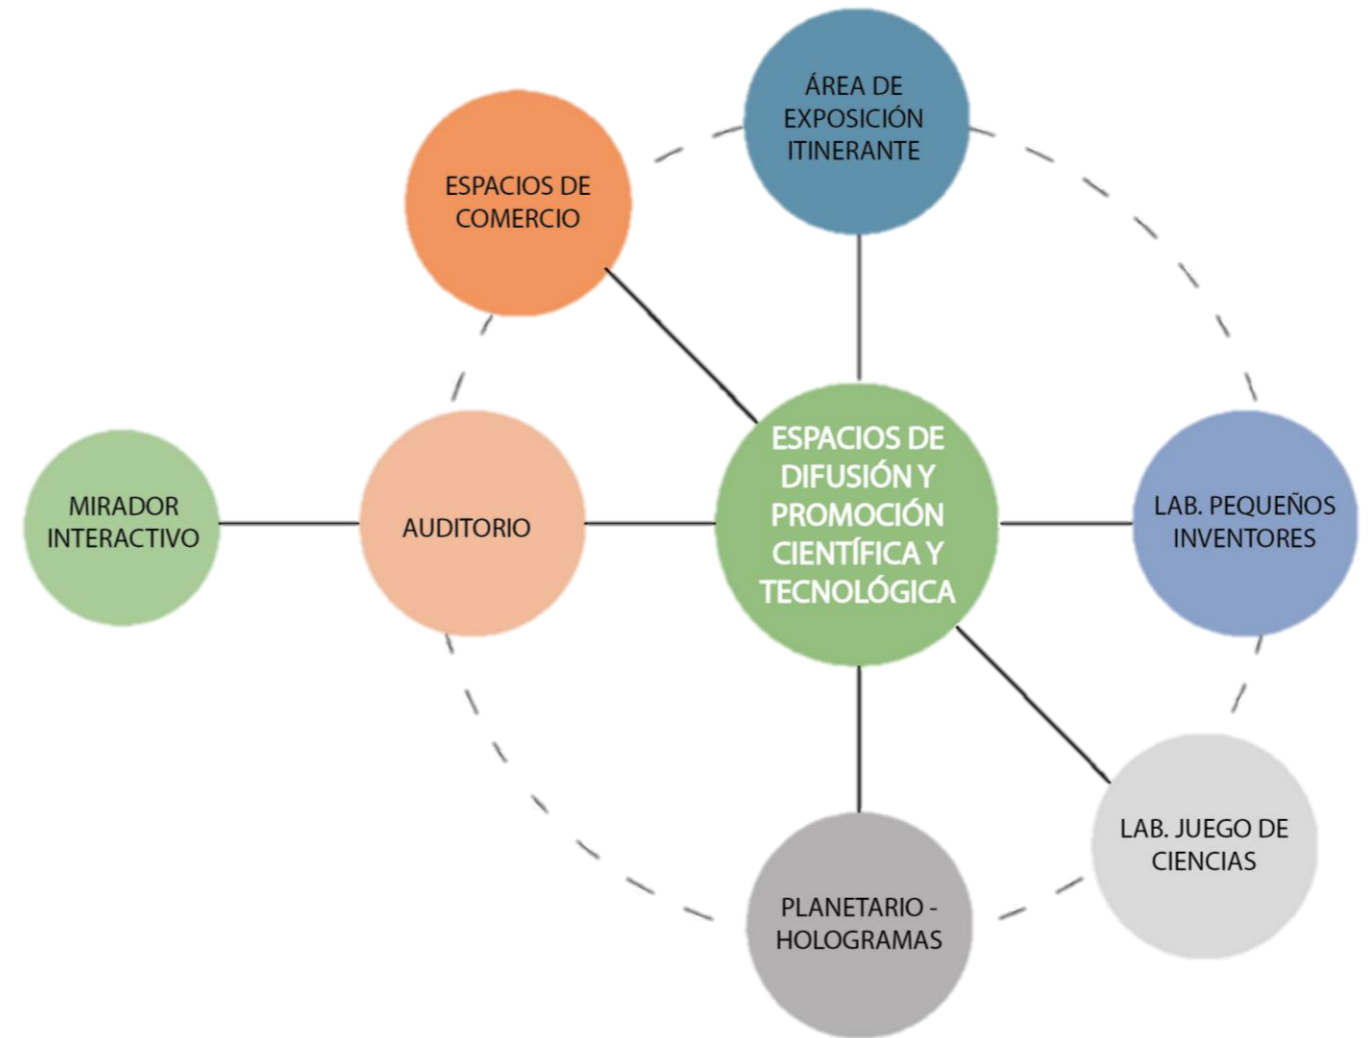 ÁREA DE
EXPOSICIÓN
ITINERANTE
ESPACIOS DE
COMERCIO
ESPACIOS DE
DIFUSIÓN Y
PROMOCIÓN
CIENTÍFICA Y
TECNOLÓGICA
MIRADOR
INTERACTIVO
AUDITORIO
LAB. PEQUEÑOS
INVENTORES
LAB. JUEGO DE
CIENCIAS
PLANETARIO -
HOLOGRAMAS